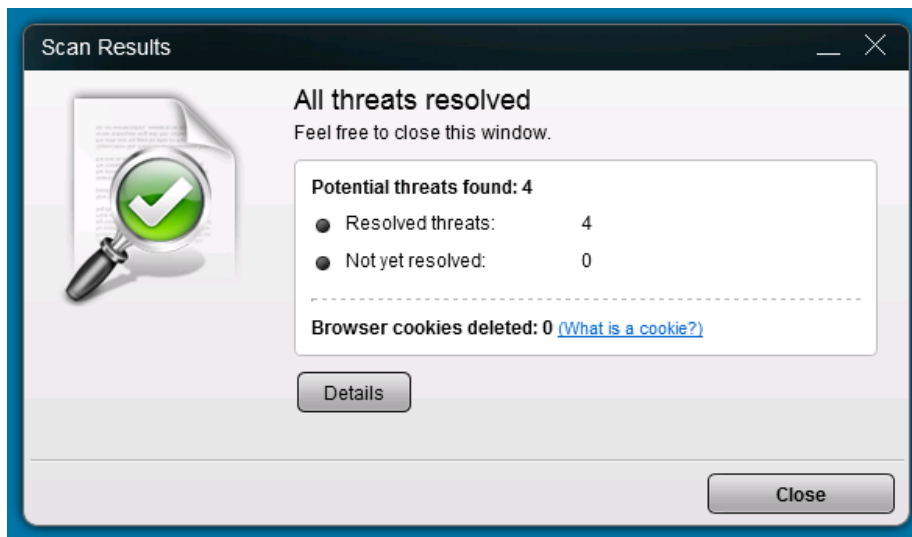 Scan Results
All threats resolved
Feel free to close this window.
Potential threats found: 4
Resolved threats: 4
Not yet resolved: 0
Browser cookies deleted: 0 (What is a cookie?)
Details
Close